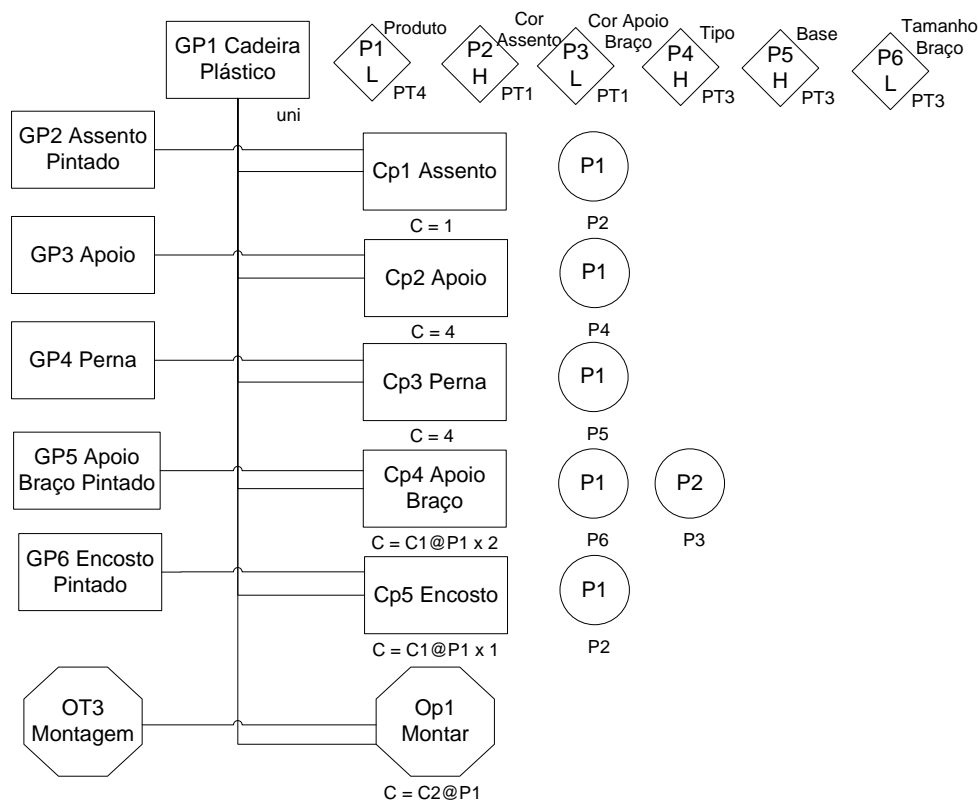 GP1 Cadeira
Plástico
uni
Produto
P1
L
PT4
Cor
Assento
P2
H
PT1
Cor Apoio
Braço
P3
L
PT1
Tipo
P4
H
PT3
Base
P5
H
PT3
Tamanho
Braço
P6
L
PT3
GP2 Assento
Pintado
Cp1 Assento
C = 1
P1
P2
GP3 Apoio
Cp2 Apoio
C = 4
P1
P4
GP4 Perna
Cp3 Perna
C = 4
P1
P5
GP5 Apoio
Braço Pintado
Cp4 Apoio
Braço
C = C1@P1 x 2
P1
P6
P2
P3
GP6 Encosto
Pintado
Cp5 Encosto
C = C1@P1 x 1
P1
P2
OT3
Montagem
Op1
Montar
C = C2@P1